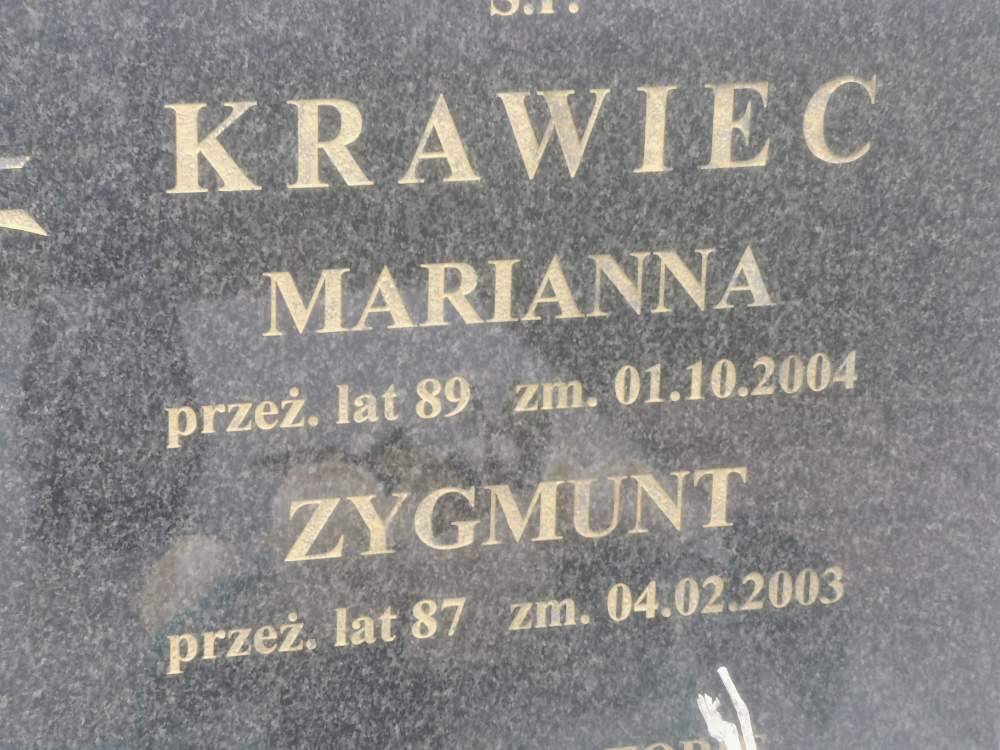 Ś.P.
KRAWIEC
MARIANNA
przeż. lat 89 zm. 01.10.2004
ZYGMUNT
przeż. lat 87 zm. 04.02.2003